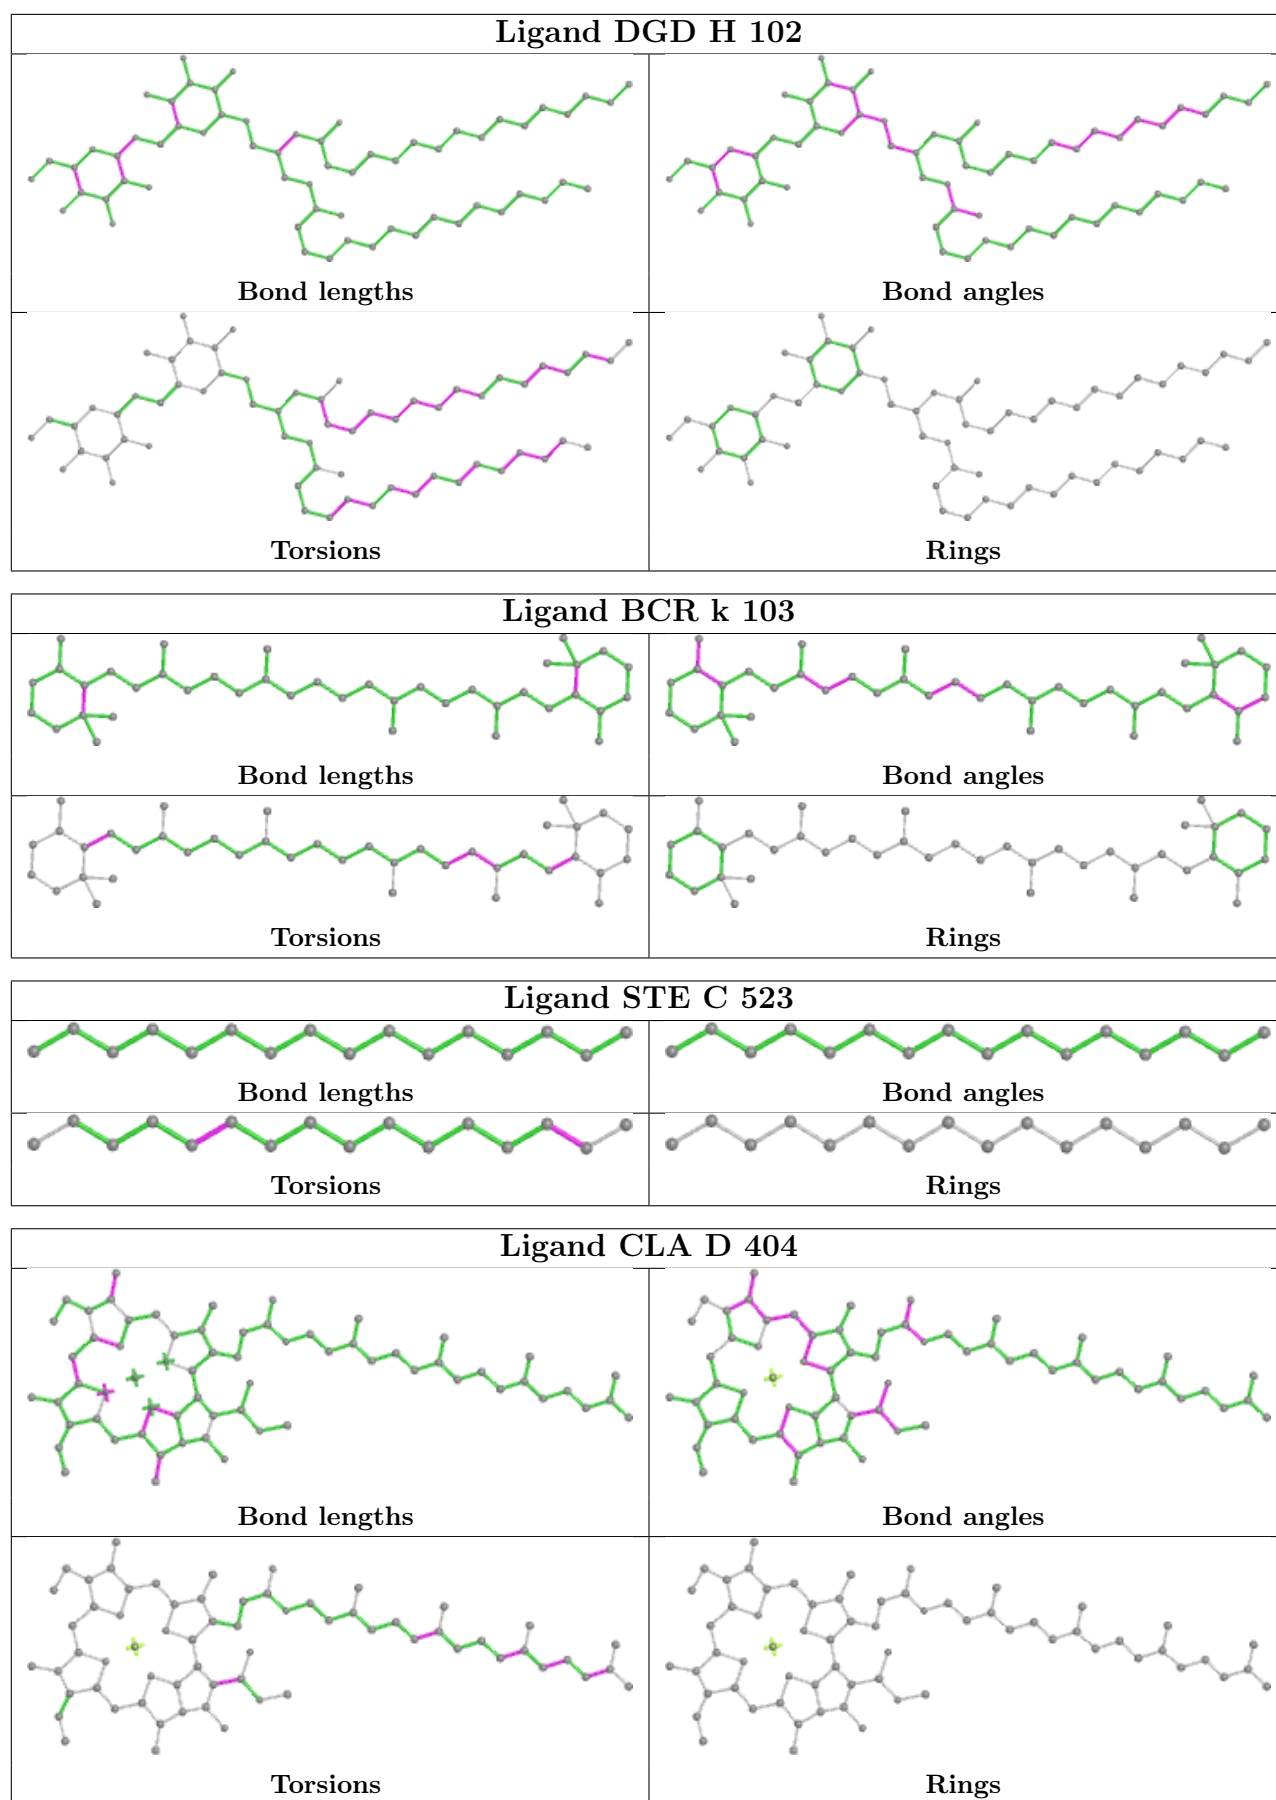 Ligand DGD H 102
Bond lengths
Bond angles
Torsions
Rings
Ligand BCR k 103
Bond lengths
Bond angles
Torsions
Rings
Ligand STE C 523
Bond lengths
Bond angles
Torsions
Rings
Ligand CLA D 404
Bond lengths
Bond angles
Torsions
Rings